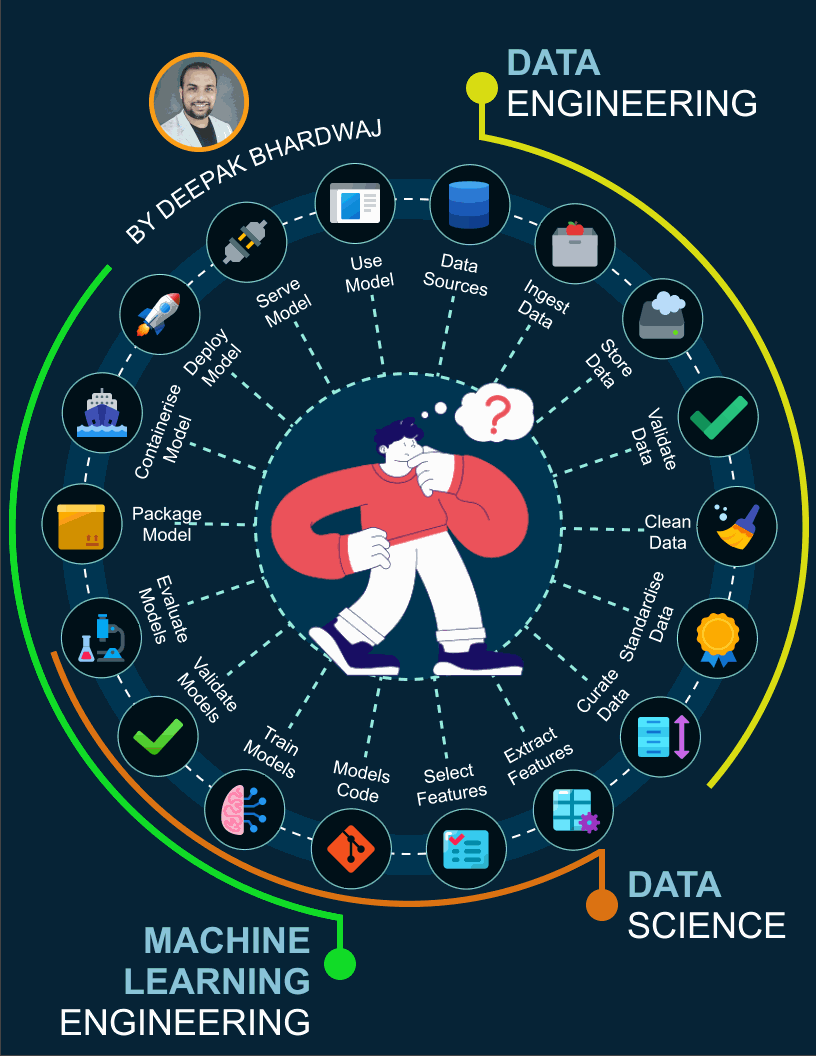 DATA
ENGINEERING
BY DEEPAK BHARDWAJ
Data
Sources
Ingest
Data
Store
Data
Validate
Data
Clean
Data
Standardise
Data
Curate
Data
Extract
Features
Select
Features
Models
Code
Train
Models
Validate
Models
Evaluate
Models
Package
Model
Containerise
Model
Deploy
Model
Serve
Model
Use
Model
?
DATA
SCIENCE
MACHINE
LEARNING
ENGINEERING